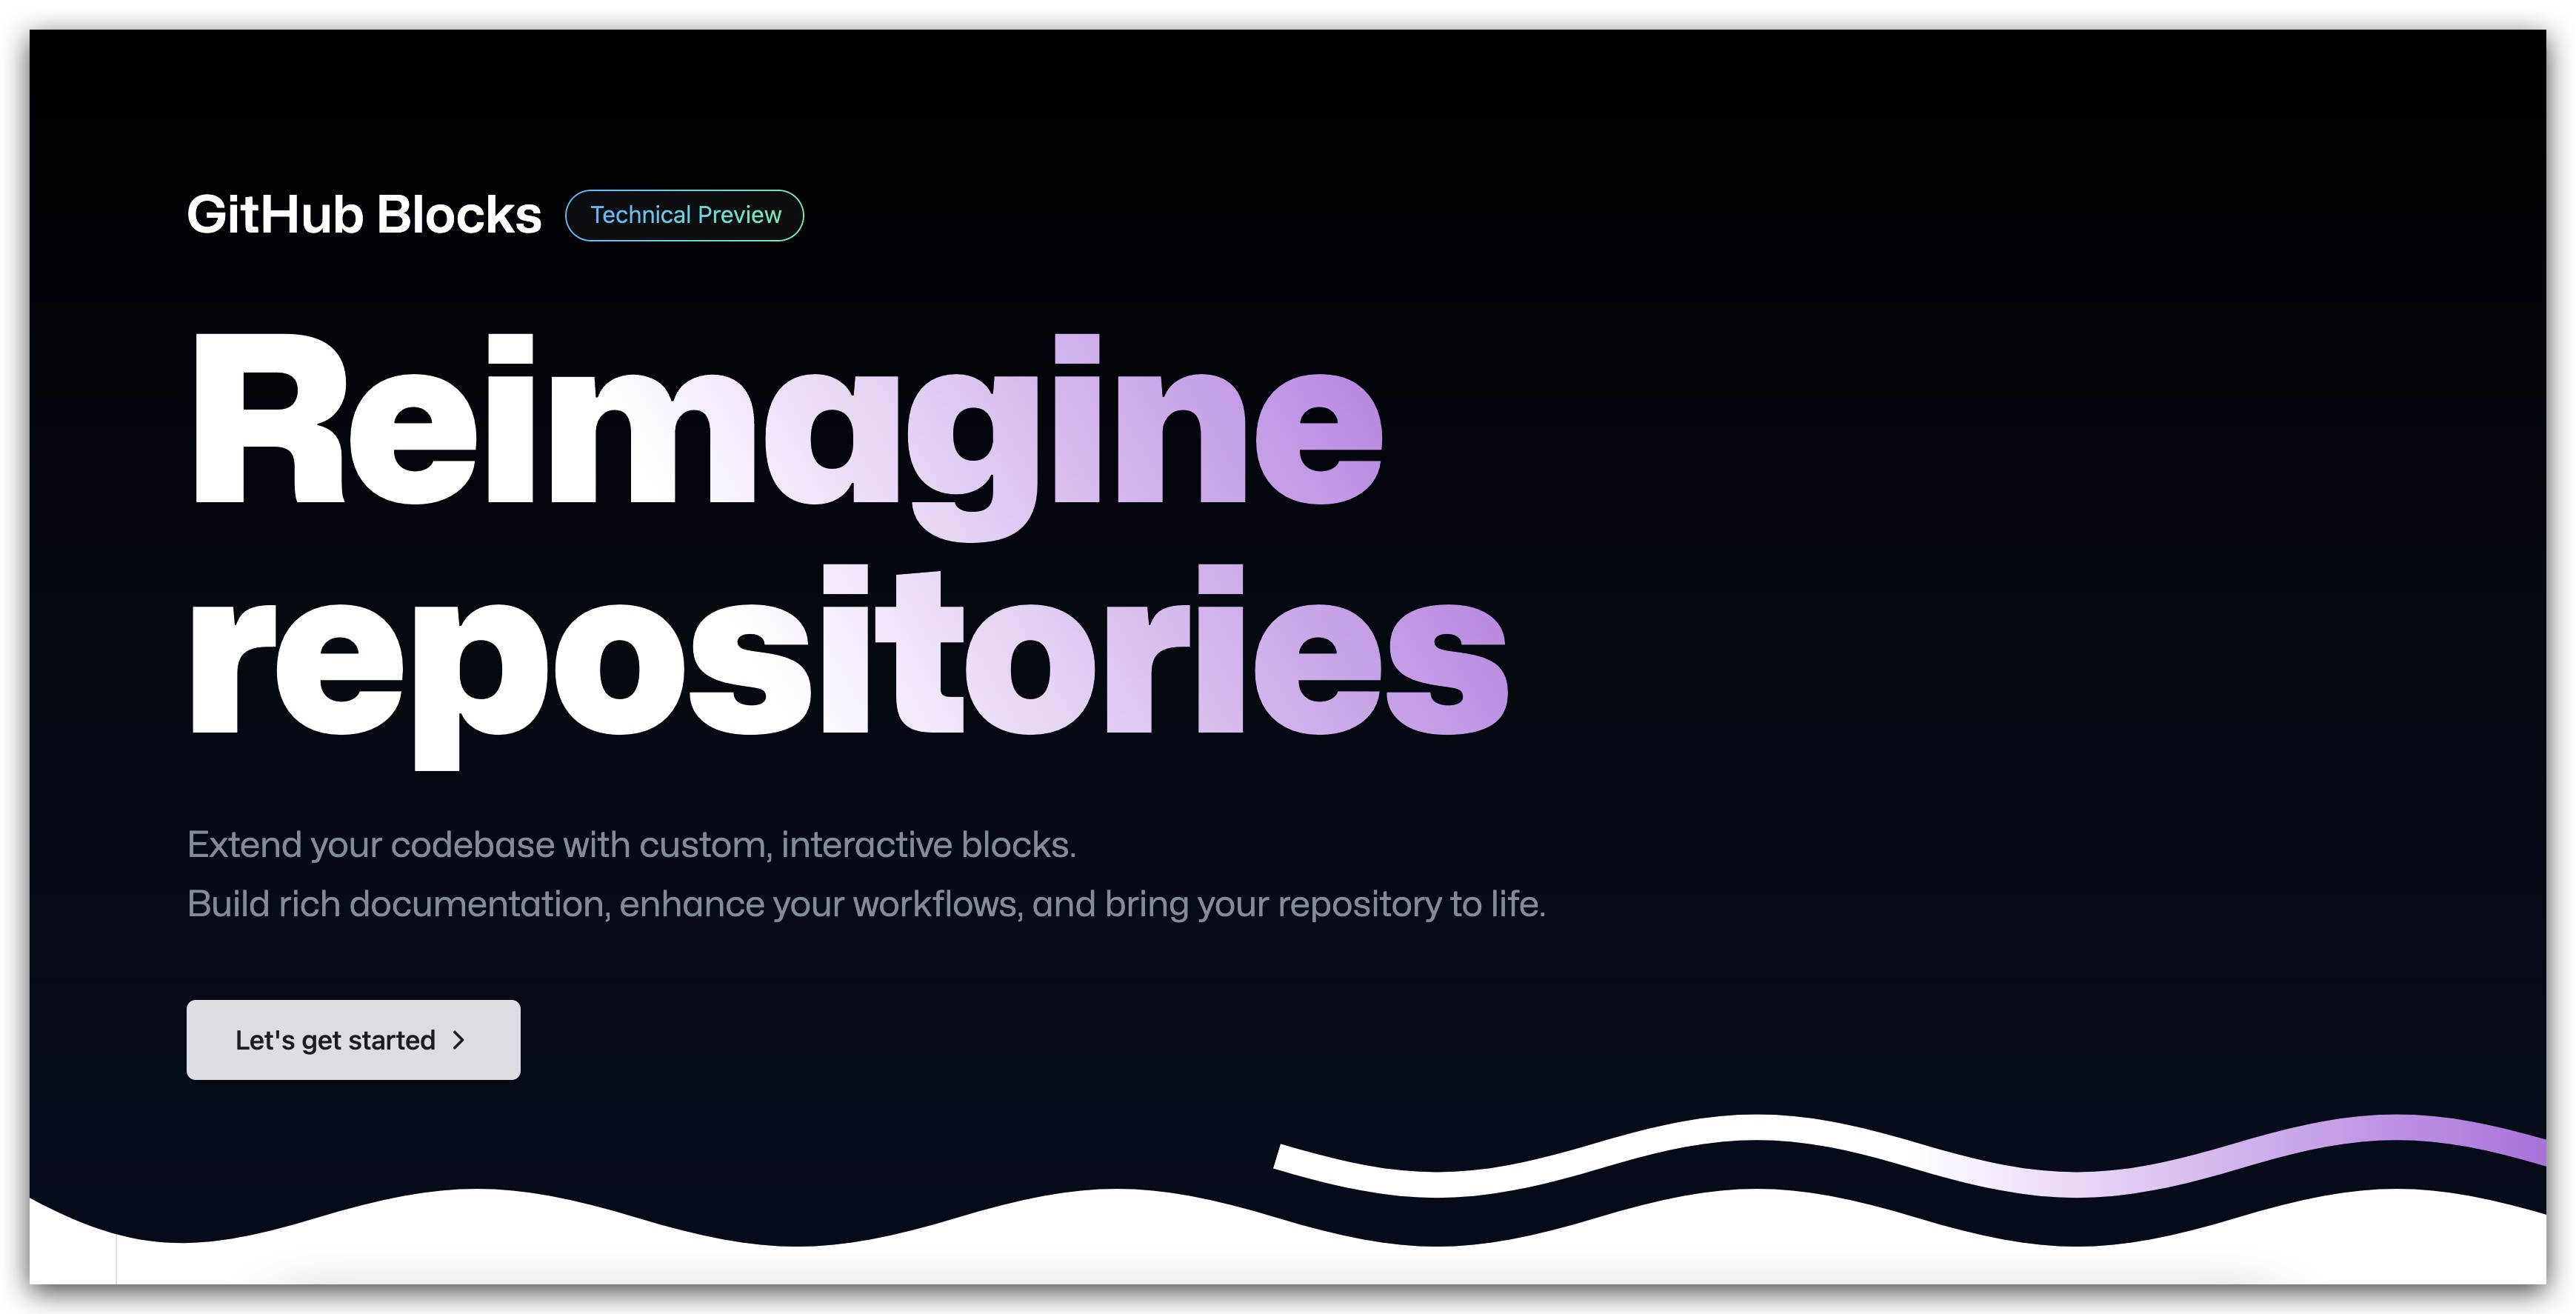 GitHub Blocks Technical Preview
Reimagine
repositories
Extend your codebase with custom, interactive blocks.
Build rich documentation, enhance your workflows, and bring your repository to life.
Let's get started